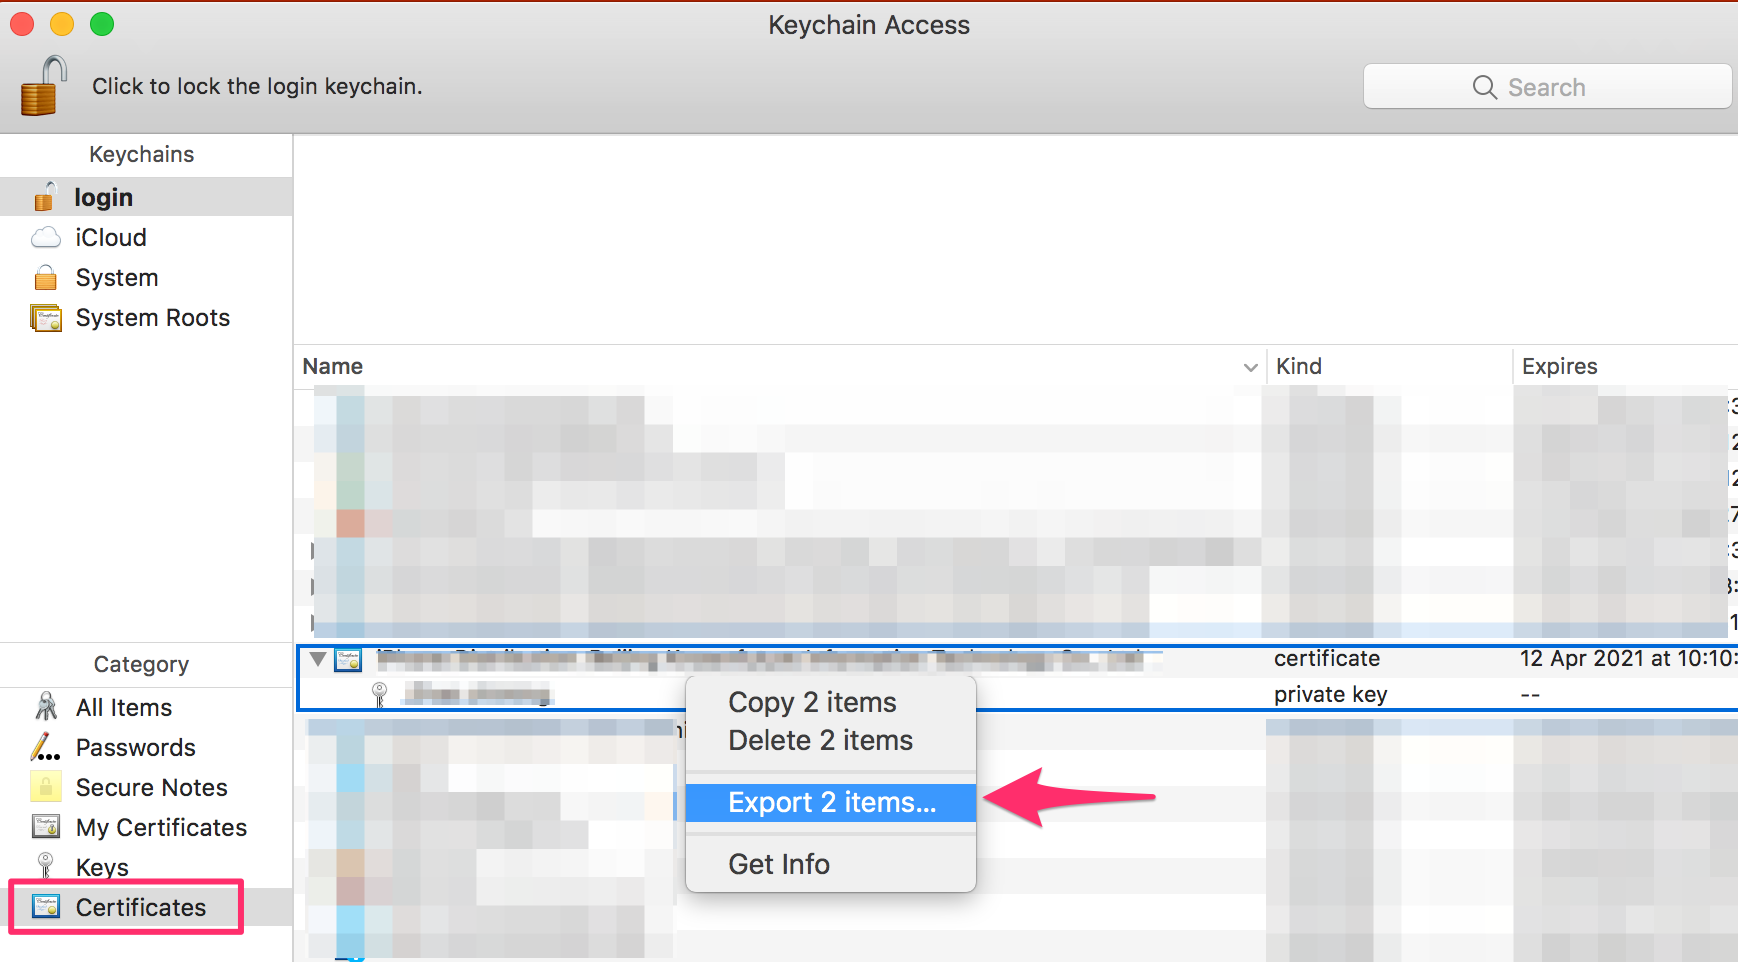 Keychain Access
Click to lock the login keychain.
Search
Keychains
login
iCloud
System
System Roots
Name
Kind
Expires
certificate
12 Apr 2021 at 10:10:
private key
--
Copy 2 items
Delete 2 items
Export 2 items...
Get Info
Category
All Items
Passwords
Secure Notes
My Certificates
Keys
Certificates